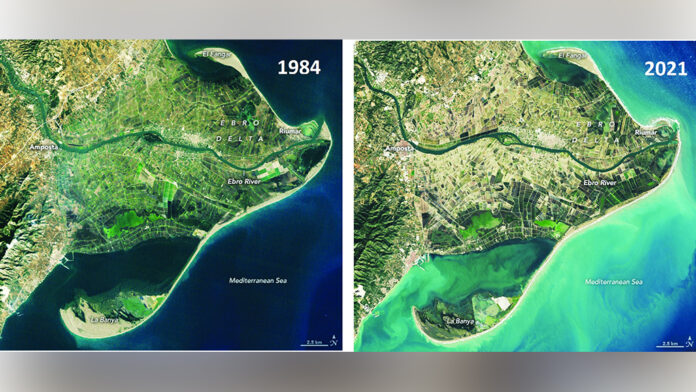 1984
El Fangar
EBRO
DELTA
Riumar
Amposta
Ebro River
Mediterranean Sea
La Banya
2.5 km
N
2021
El Fangar
EBRO
DELTA
Riumar
Amposta
Ebro River
Mediterranean Sea
La Banya
2.5 km
N